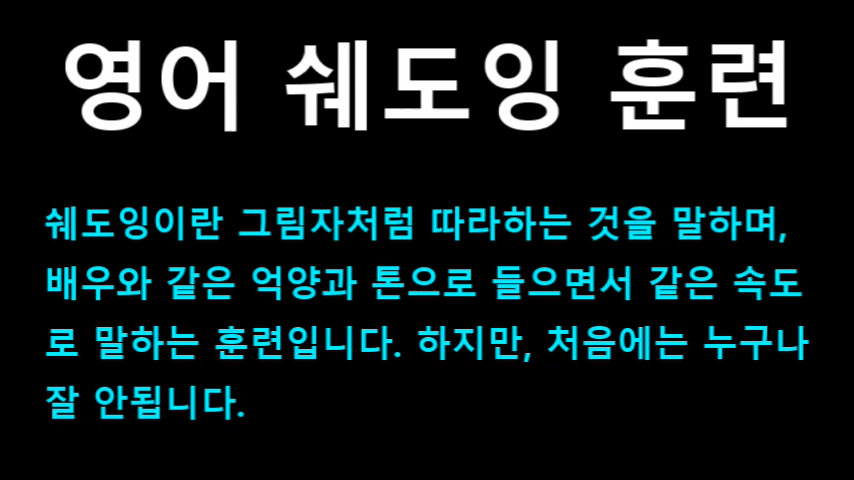 영어 쉐도잉 훈련
쉐도잉이란 그림자처럼 따라하는 것을 말하며,
배우와 같은 억양과 톤으로 들으면서 같은 속도
로 말하는 훈련입니다. 하지만, 처음에는 누구나
잘 안됩니다.